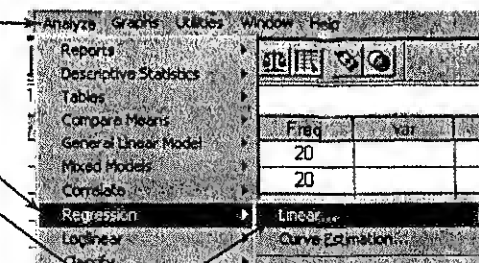 Analyze Graphs Utilities Window Help
Reports
Descriptive Statistics
Tables
Compare Means
General Linear Model
Mixed Models
Correlate
Regression
Loglinear
Classify
Freq var
20
20
Linear...
Curve Estimation...